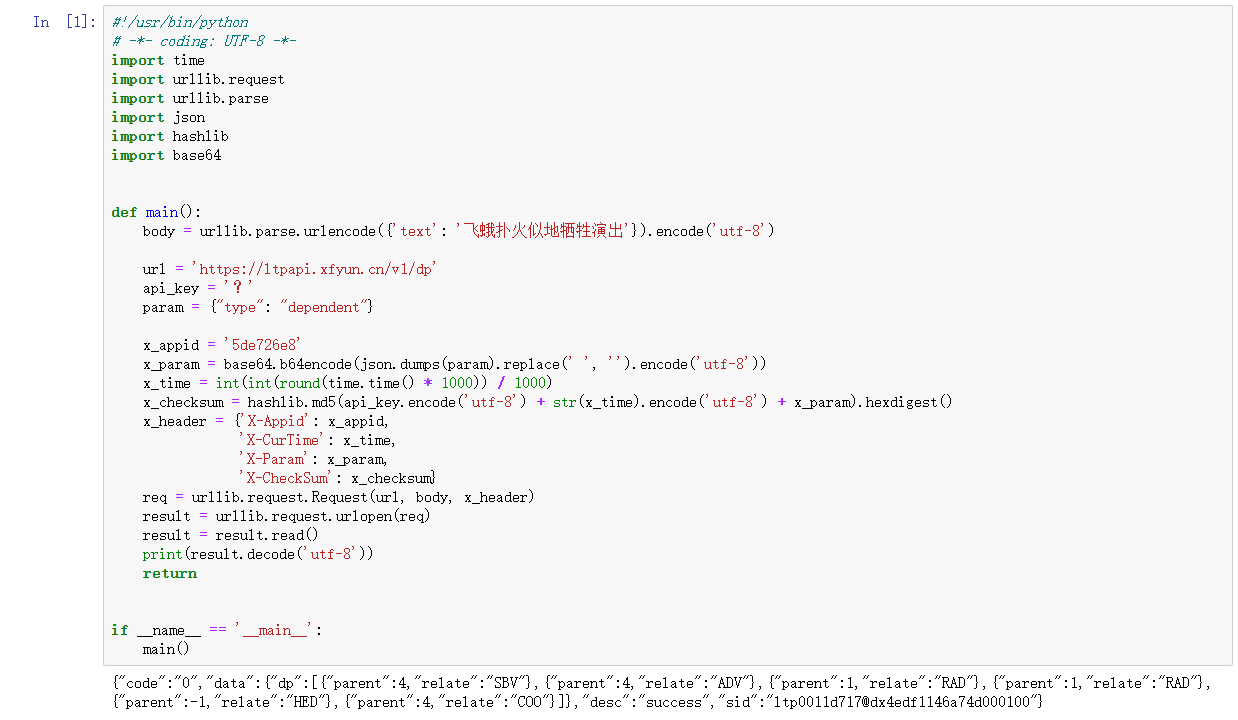 In [1]:
#!/usr/bin/python
# -*- coding: UTF-8 -*-
import time
import urllib.request
import urllib.parse
import json
import hashlib
import base64
def main():
body = urllib.parse.urlencode({'text': '飞蛾扑火似地牺牲演出'}).encode('utf-8')
url = 'https://ltpapi.xfyun.cn/v1/dp'
api_key = '？'
param = {"type": "dependent"}
x_appid = '5de726e8'
x_param = base64.b64encode(json.dumps(param).replace(' ', '').encode('utf-8'))
x_time = int(int(round(time.time() * 1000)) / 1000)
x_checksum = hashlib.md5(api_key.encode('utf-8') + str(x_time).encode('utf-8') + x_param).hexdigest()
x_header = {'X-Appid': x_appid,
'X-CurTime': x_time,
'X-Param': x_param,
'X-CheckSum': x_checksum}
req = urllib.request.Request(url, body, x_header)
result = urllib.request.urlopen(req)
result = result.read()
print(result.decode('utf-8'))
return
if __name__ == '__main__':
main()
{"code":"0","data":{"dp":[{"parent":4,"relate":"SBV"},{"parent":4,"relate":"ADV"},{"parent":1,"relate":"RAD"},{"parent":1,"relate":"RAD"},
{"parent":-1,"relate":"HED"},{"parent":4,"relate":"COO"}]},"desc":"success","sid":"ltp0011d717@dx4edf1146a74d000100"}